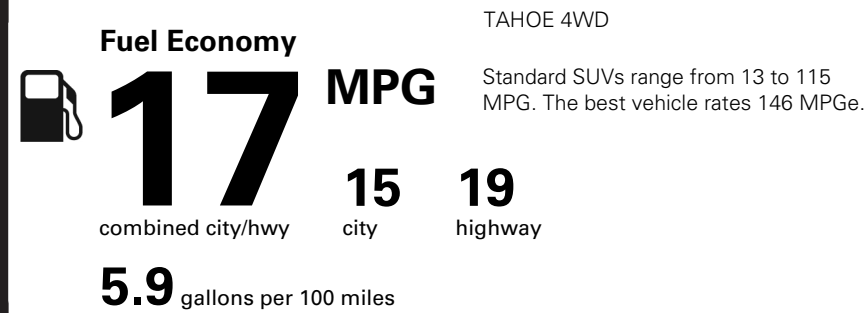 TAHOE 4WD
Fuel Economy
17 MPG
Standard SUVs range from 13 to 115
MPG. The best vehicle rates 146 MPGe.
combined city/hwy
15
city
19
highway
5.9 gallons per 100 miles